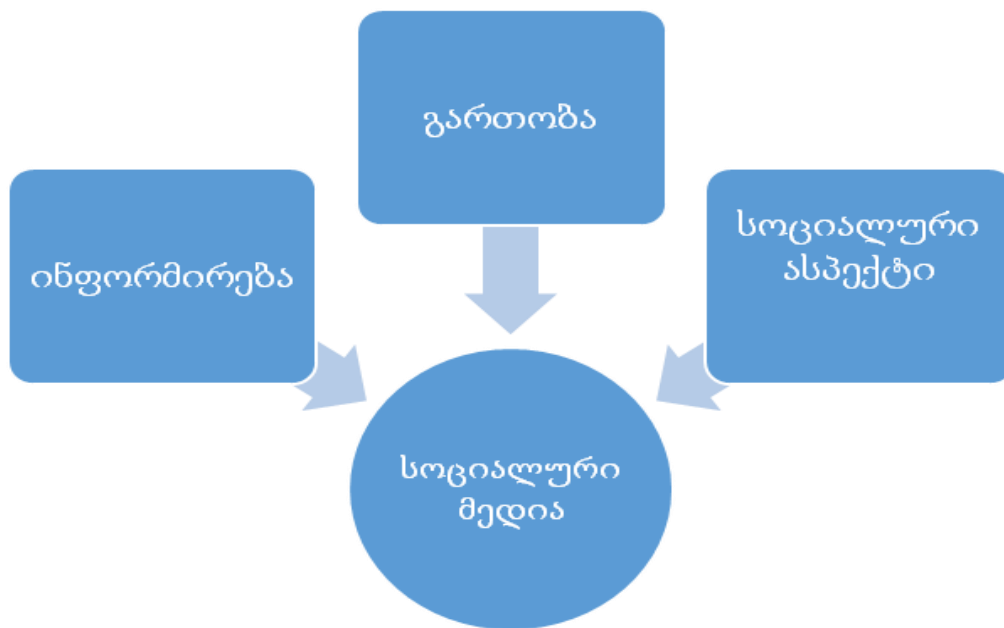 გართობა
ინფორმირება
სოციალური
ასპექტი
სოციალური
მედია